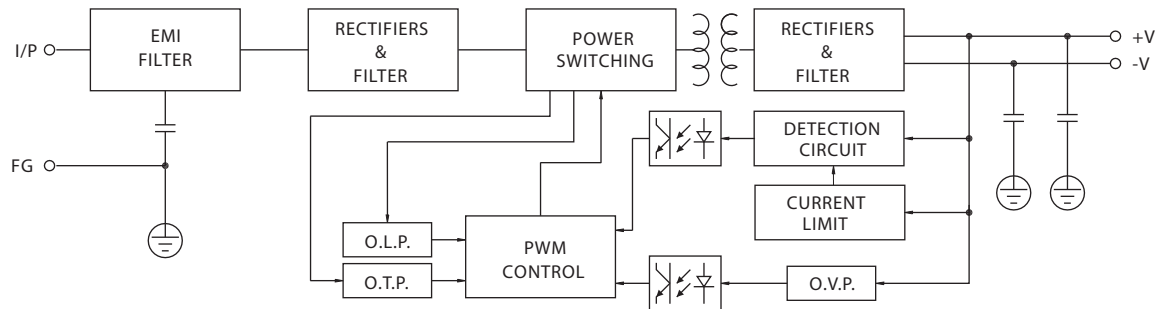 I/P
EMI
FILTER
RECTIFIERS
&
FILTER
POWER
SWITCHING
RECTIFIERS
&
FILTER
+V
-V
FG
DETECTION
CIRCUIT
CURRENT
LIMIT
O.L.P.
O.T.P.
PWM
CONTROL
O.V.P.